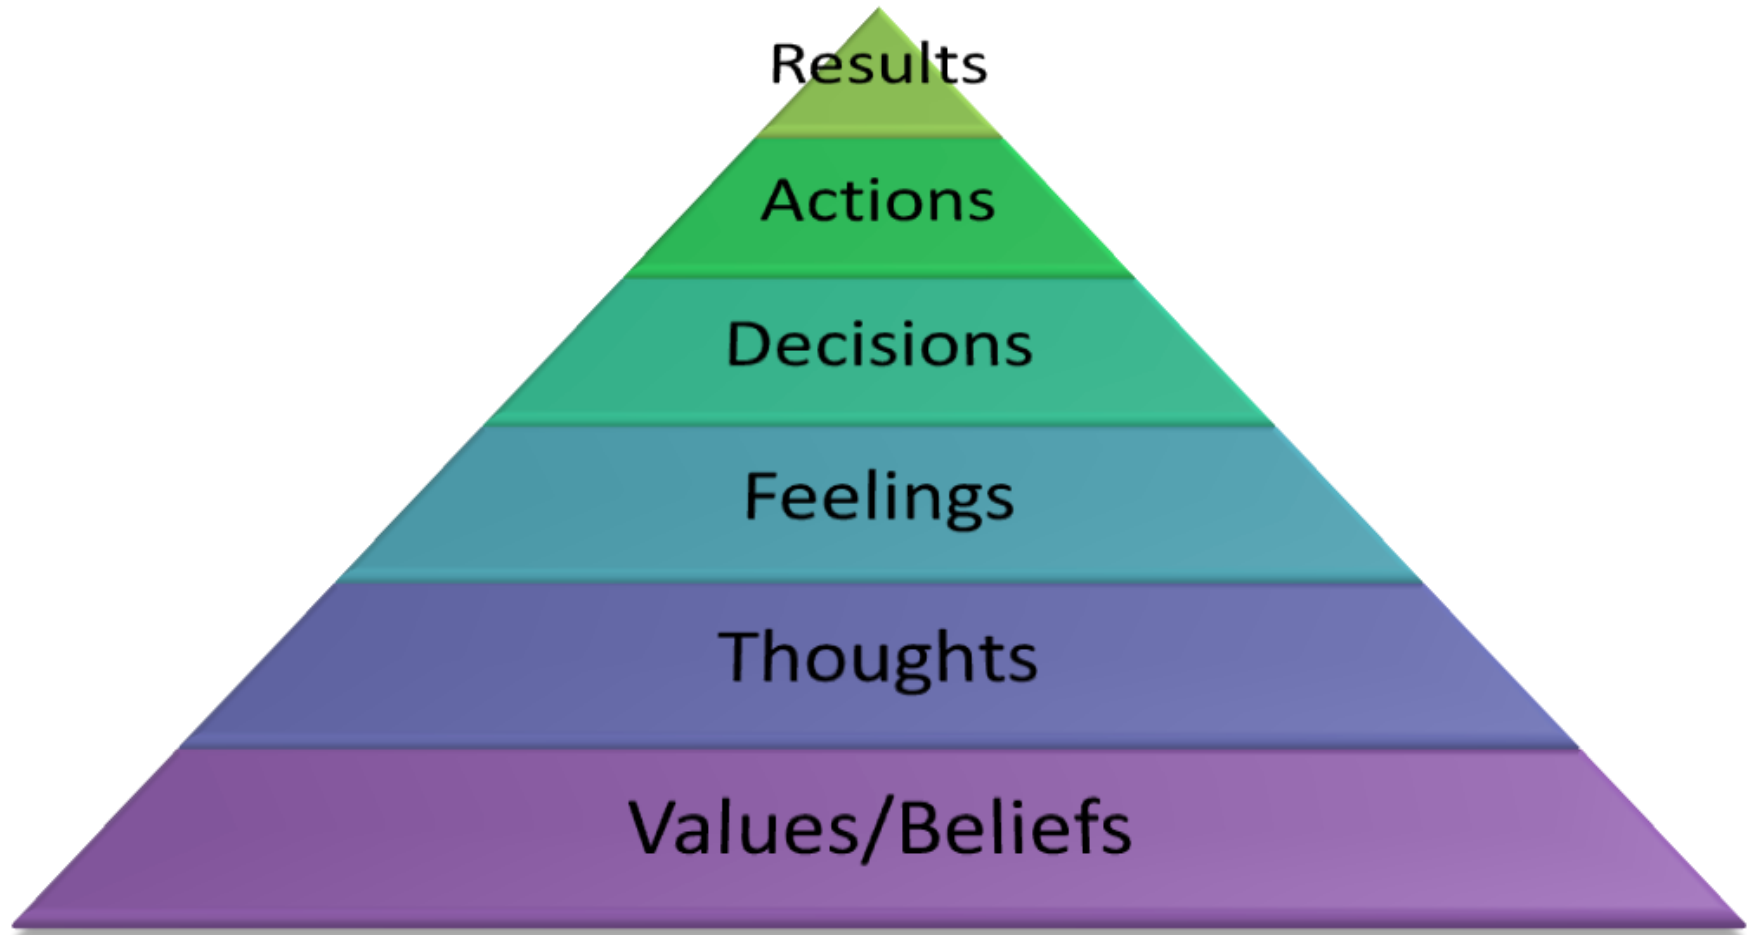 Results
Actions
Decisions
Feelings
Thoughts
Values/Beliefs